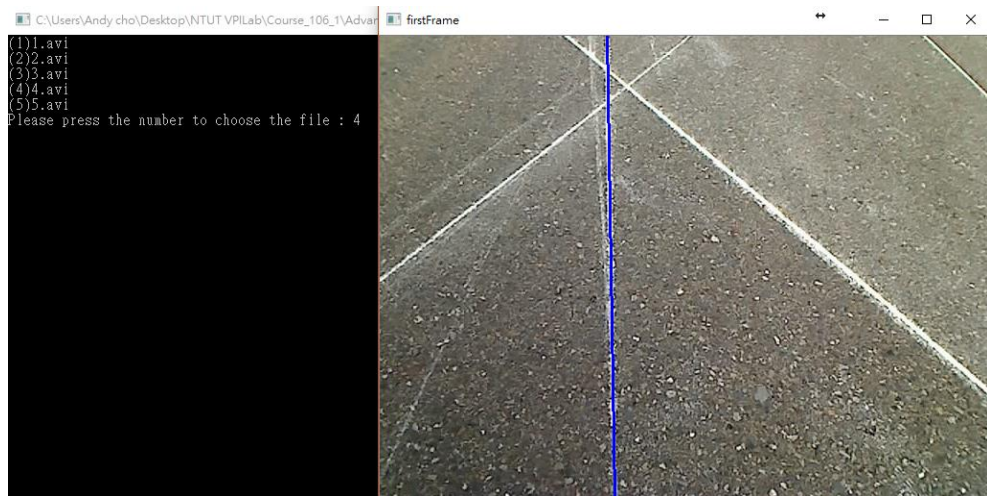 C:\Users\Andy cho\Desktop\NTUT VPILab\Course_106_1\Advan
firstFrame
(1)1.avi
(2)2.avi
(3)3.avi
(4)4.avi
(5)5.avi
Please press the number to choose the file : 4